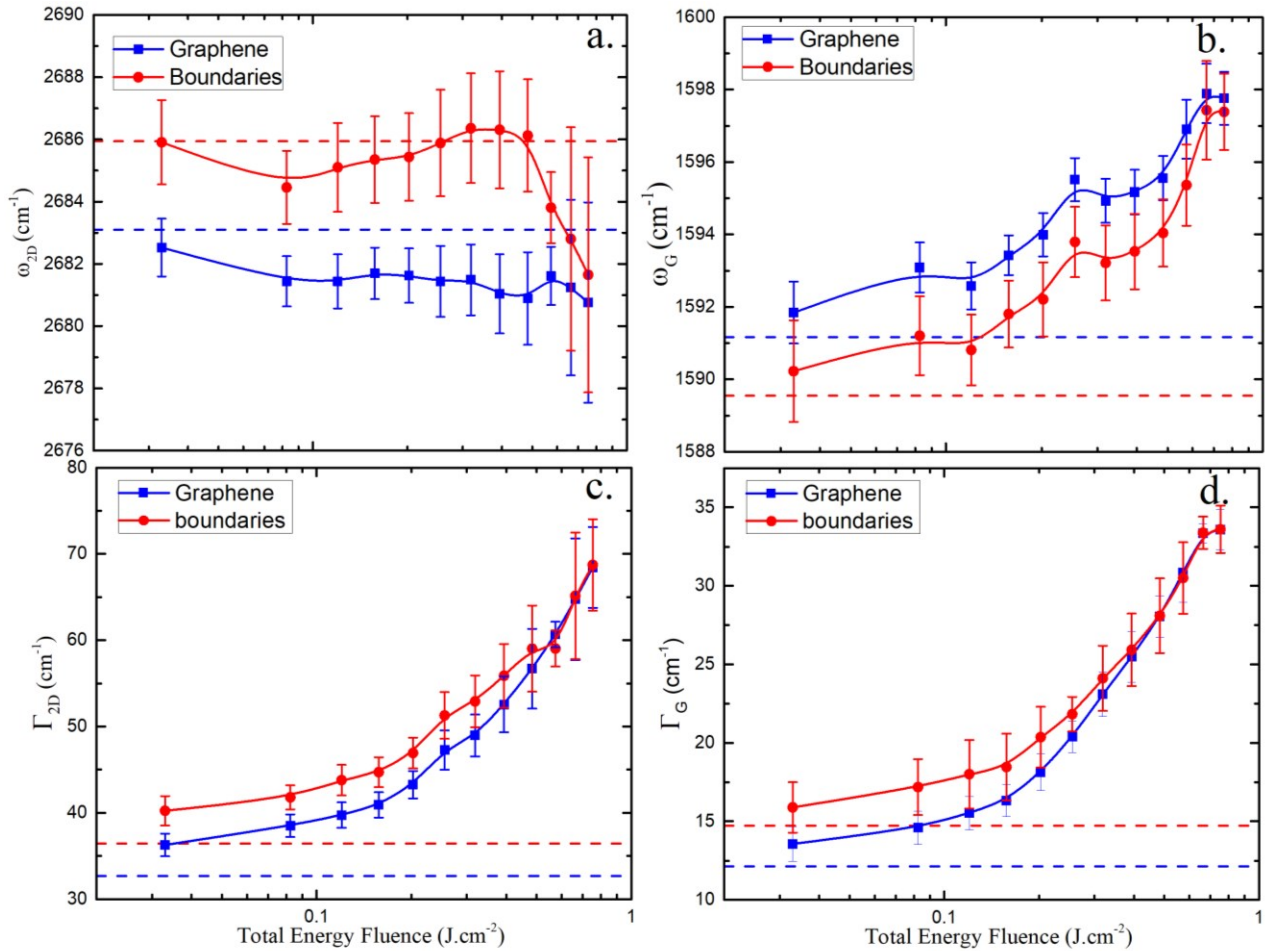 a.
Graphene
Boundaries
2690
2688
2686
2684
2682
2680
2678
2676
ω2D (cm-1)
b.
Graphene
Boundaries
1600
1598
1596
1594
1592
1590
1588
ωG (cm-1)
c.
Graphene
boundaries
80
70
60
50
40
30
Γ2D (cm-1)
0.1
1
Total Energy Fluence (J.cm-2)
d.
Graphene
boundaries
35
30
25
20
15
10
ΓG (cm-1)
0.1
1
Total Energy Fluence (J.cm-2)